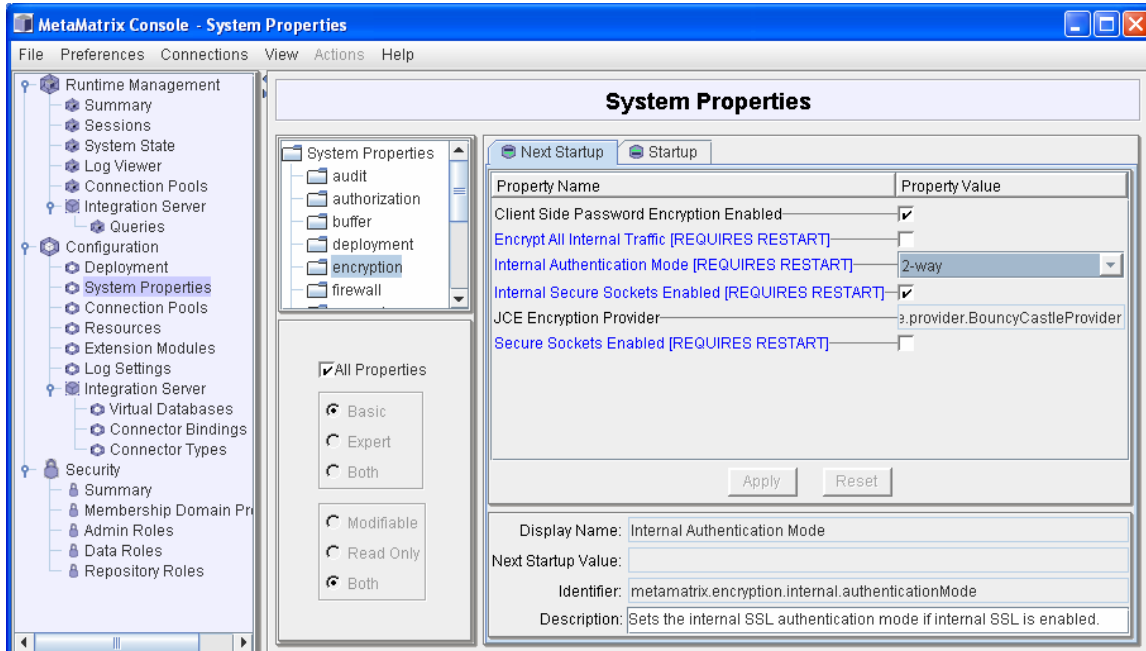 MetaMatrix Console - System Properties
File Preferences Connections View Actions Help
Runtime Management
Summary
Sessions
System State
Log Viewer
Connection Pools
Integration Server
Queries
Configuration
Deployment
System Properties
Connection Pools
Resources
Extension Modules
Log Settings
Integration Server
Virtual Databases
Connector Bindings
Connector Types
Security
Summary
Membership Domain Pr
Admin Roles
Data Roles
Repository Roles
System Properties
System Properties
audit
authorization
buffer
deployment
encryption
firewall
All Properties
Basic
Expert
Both
Modifiable
Read Only
Both
Next Startup Startup
Property Name Property Value
Client Side Password Encryption Enabled
Encrypt All Internal Traffic [REQUIRES RESTART]
Internal Authentication Mode [REQUIRES RESTART] 2-way
Internal Secure Sockets Enabled [REQUIRES RESTART]
JCE Encryption Provider e.provider.BouncyCastleProvider
Secure Sockets Enabled [REQUIRES RESTART]
Apply Reset
Display Name: Internal Authentication Mode
Next Startup Value:
Identifier: metamatrix.encryption.internal.authenticationMode
Description: Sets the internal SSL authentication mode if internal SSL is enabled.